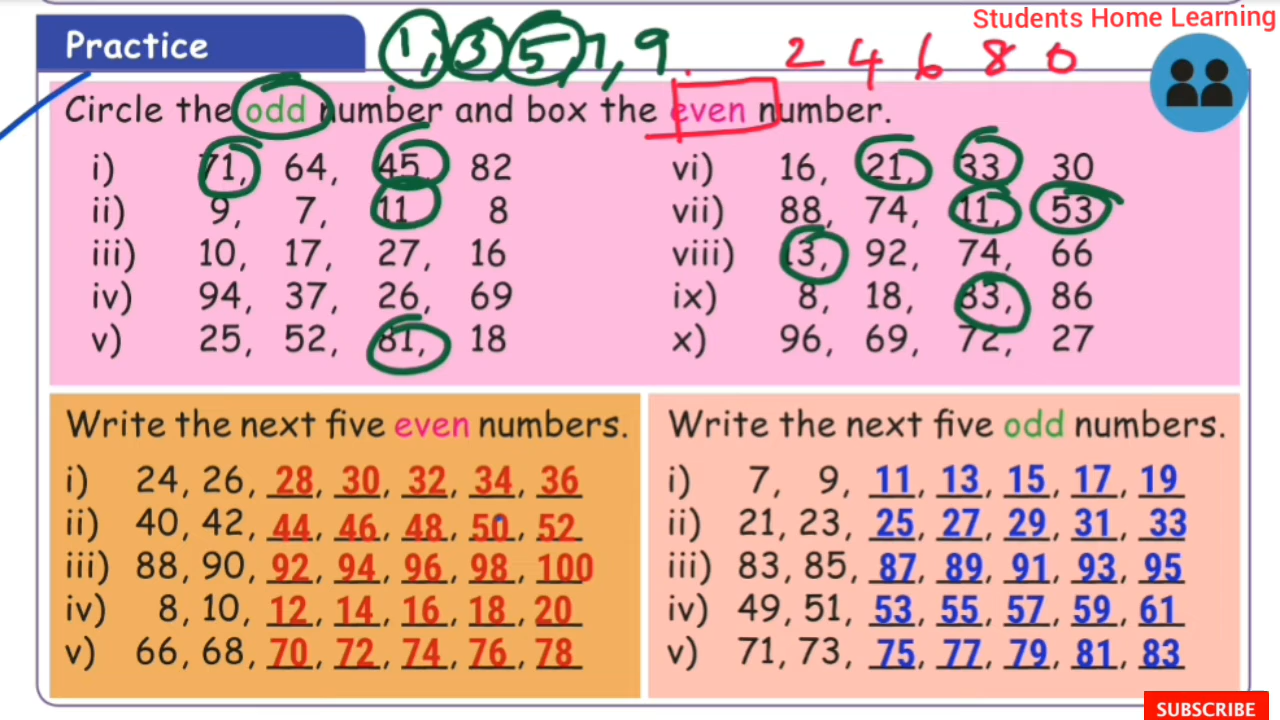 Students Home Learning
Practice
1, 3, 5, 7, 9. 2 4 6 8 0
Circle the odd number and box the even number.
i) 71, 64, 45, 82
ii) 9, 7, 11 8
iii) 10, 17, 27, 16
iv) 94, 37, 26, 69
v) 25, 52, 81, 18
vi) 16, 21, 33 30
vii) 88, 74, 11, 53
viii) 13, 92, 74, 66
ix) 8, 18, 83, 86
x) 96, 69, 72, 27
Write the next five even numbers.
i) 24, 26, 28, 30, 32, 34, 36
ii) 40, 42, 44, 46, 48, 50, 52
iii) 88, 90, 92, 94, 96, 98, 100
iv) 8, 10, 12, 14, 16, 18, 20
v) 66, 68, 70, 72, 74, 76, 78
Write the next five odd numbers.
i) 7, 9, 11, 13, 15, 17, 19
ii) 21, 23, 25, 27, 29, 31, 33
iii) 83, 85, 87, 89, 91, 93, 95
iv) 49, 51, 53, 55, 57, 59, 61
v) 71, 73, 75, 77, 79, 81, 83
SUBSCRIBE